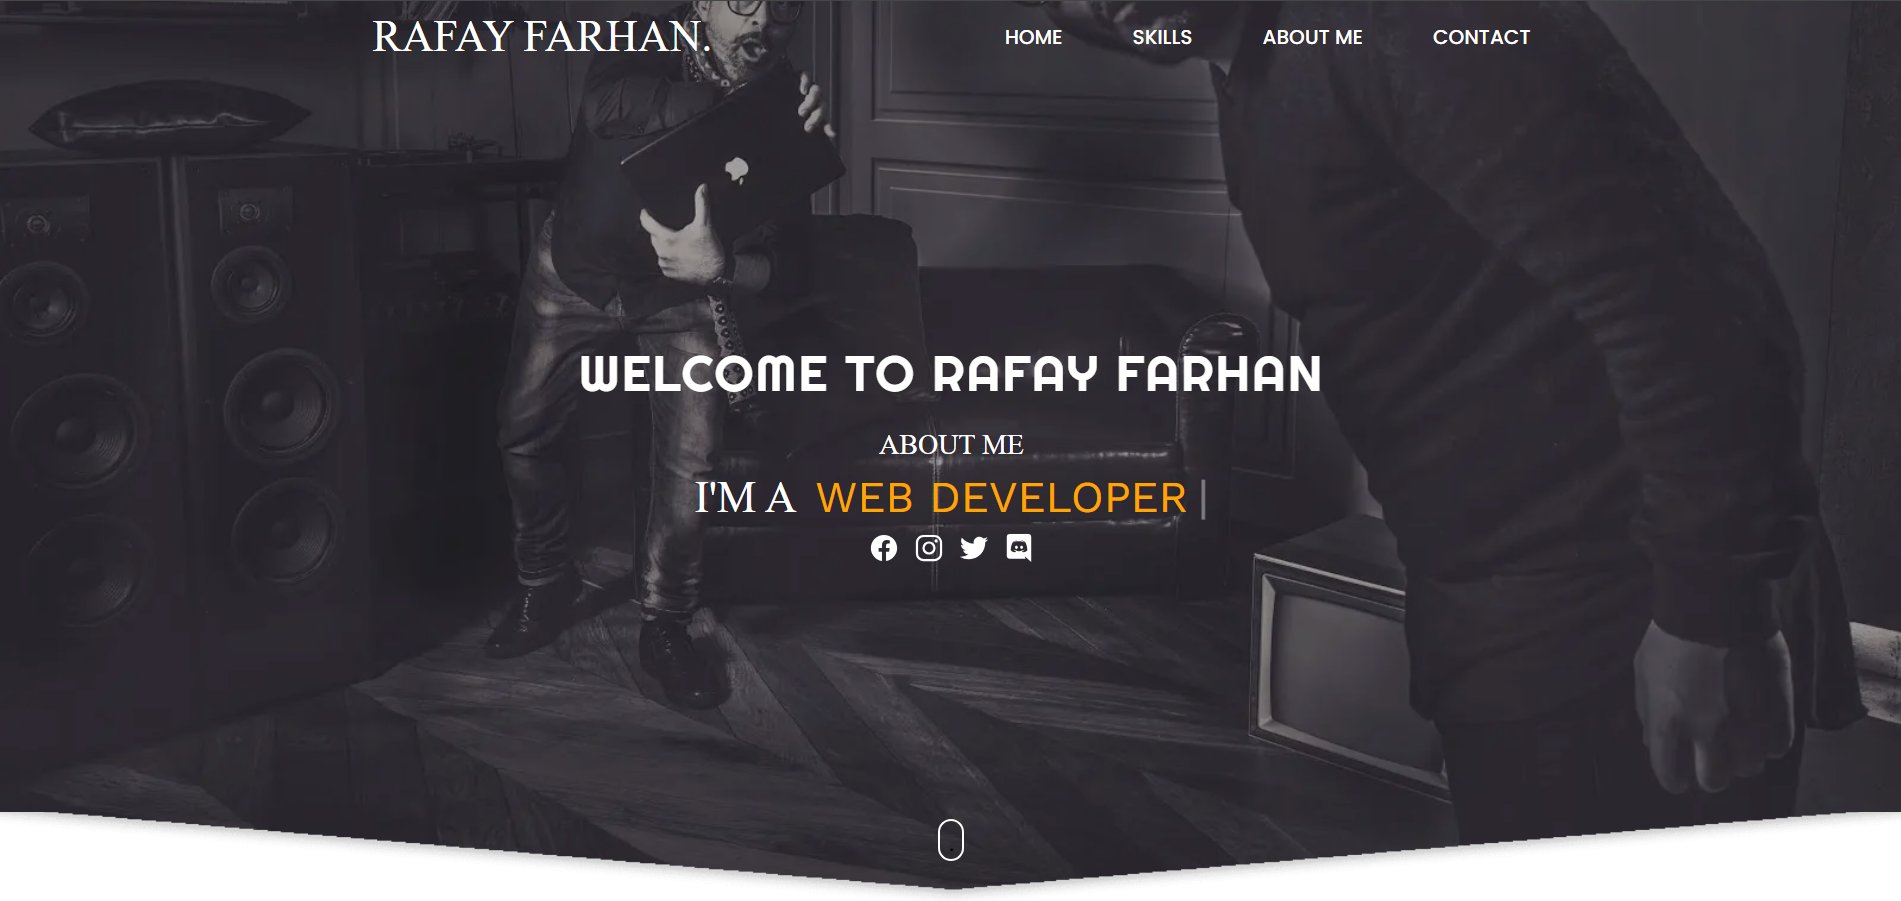 RAFAY FARHAN.
HOME SKILLS ABOUT ME CONTACT
WELCOME TO RAFAY FARHAN
ABOUT ME
I'M A WEB DEVELOPER